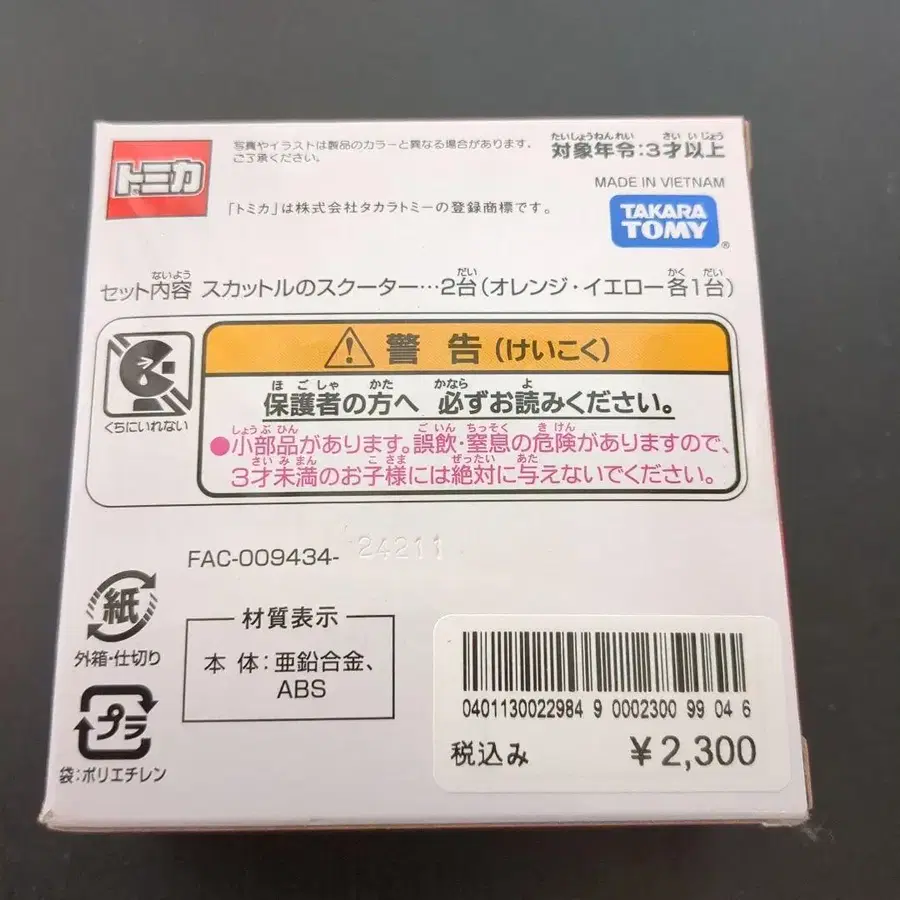 トミカ
写真やイラストは製品のカラーと異なる場合があります。
ご了承ください。
たいしょうねんれい さい いじょう
対象年令:3才以上
MADE IN VIETNAM
「トミカ」は株式会社タカラトミーの登録商標です。
TAKARA
TOMY®
ないよう だい かく だい
セット内容 スカットルのスクーター…2台(オレンジ・イエロー各1台)
くちにいれない
警告(けいこく)
ほごしゃ かた かなら よ
保護者の方へ 必ずお読みください。
しょうぶひん ごいん ちっそく きけん
●小部品があります。誤飲・窒息の危険がありますので、
さいみまん こさま ぜったい あた
3才未満のお子様には絶対に与えないでください。
FAC-009434-
24211
紙
外箱・仕切り
プラ
袋:ポリエチレン
材質表示
本体:亜鉛合金、
ABS
0401130022984 9 0002300 99 04 6
税込み ¥2,300